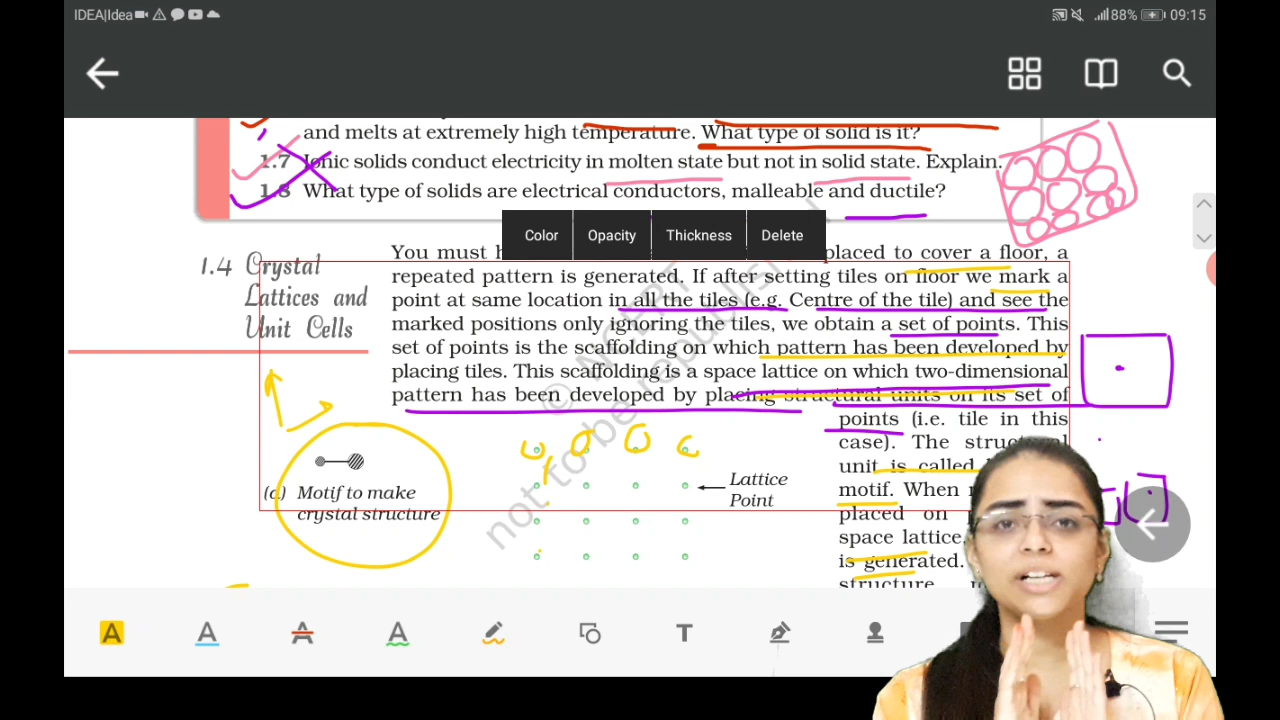 IDEA|Idea
88%
09:15
and melts at extremely high temperature. What type of solid is it?
1.7 Ionic solids conduct electricity in molten state but not in solid state. Explain.
1.8 What type of solids are electrical conductors, malleable and ductile?
Color Opacity Thickness Delete
1.4 Crystal
Lattices and
Unit Cells
You must placed to cover a floor, a
repeated pattern is generated. If after setting tiles on floor we mark a
point at same location in all the tiles (e.g. Centre of the tile) and see the
marked positions only ignoring the tiles, we obtain a set of points. This
set of points is the scaffolding on which pattern has been developed by
placing tiles. This scaffolding is a space lattice on which two-dimensional
pattern has been developed by placing structural units on its set of
points (i.e. tile in this
case). The structural
unit is called
motif. When
placed on
space lattice,
is generated.
structure
(a) Motif to make
crystal structure
Lattice
Point
© NCERT
not to be republished
A A A A T